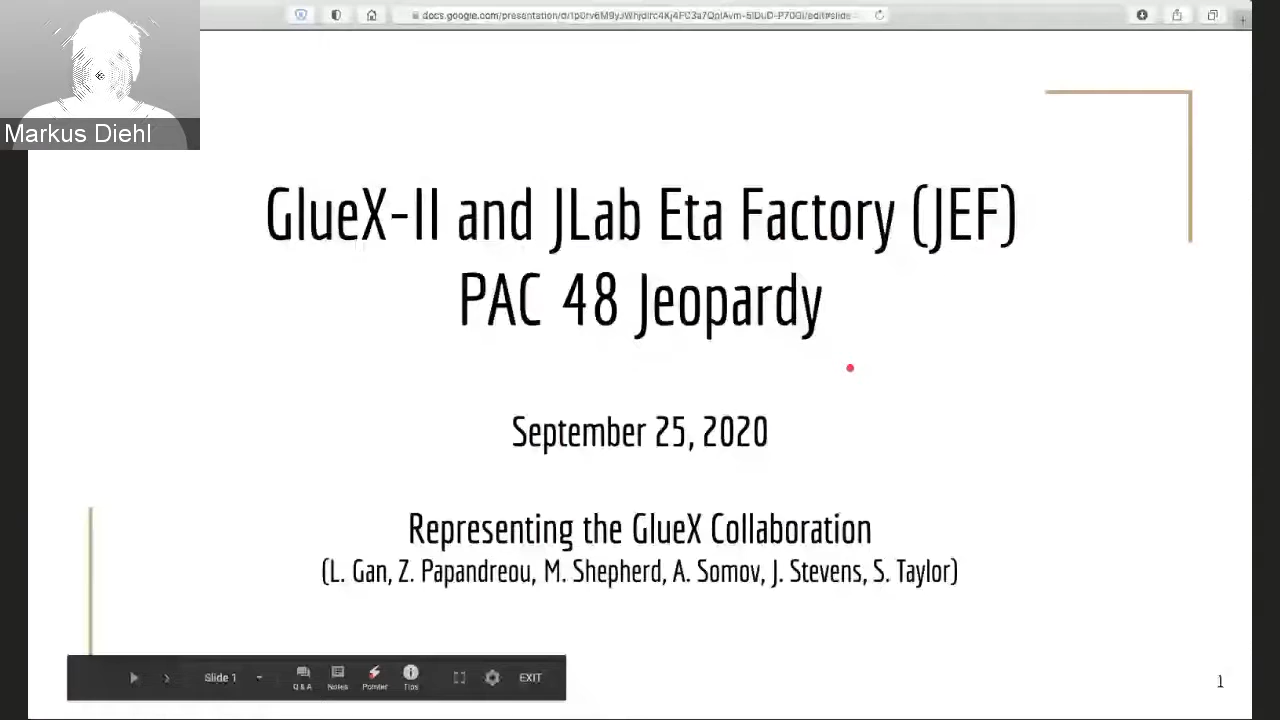 Markus Diehl
GlueX-II and JLab Eta Factory (JEF)
PAC 48 Jeopardy
September 25, 2020
Representing the GlueX Collaboration
(L. Gan, Z. Papandreou, M. Shepherd, A. Somov, J. Stevens, S. Taylor)
Slide 1
Q & A
Notes
Pointer
Tips
EXIT
1